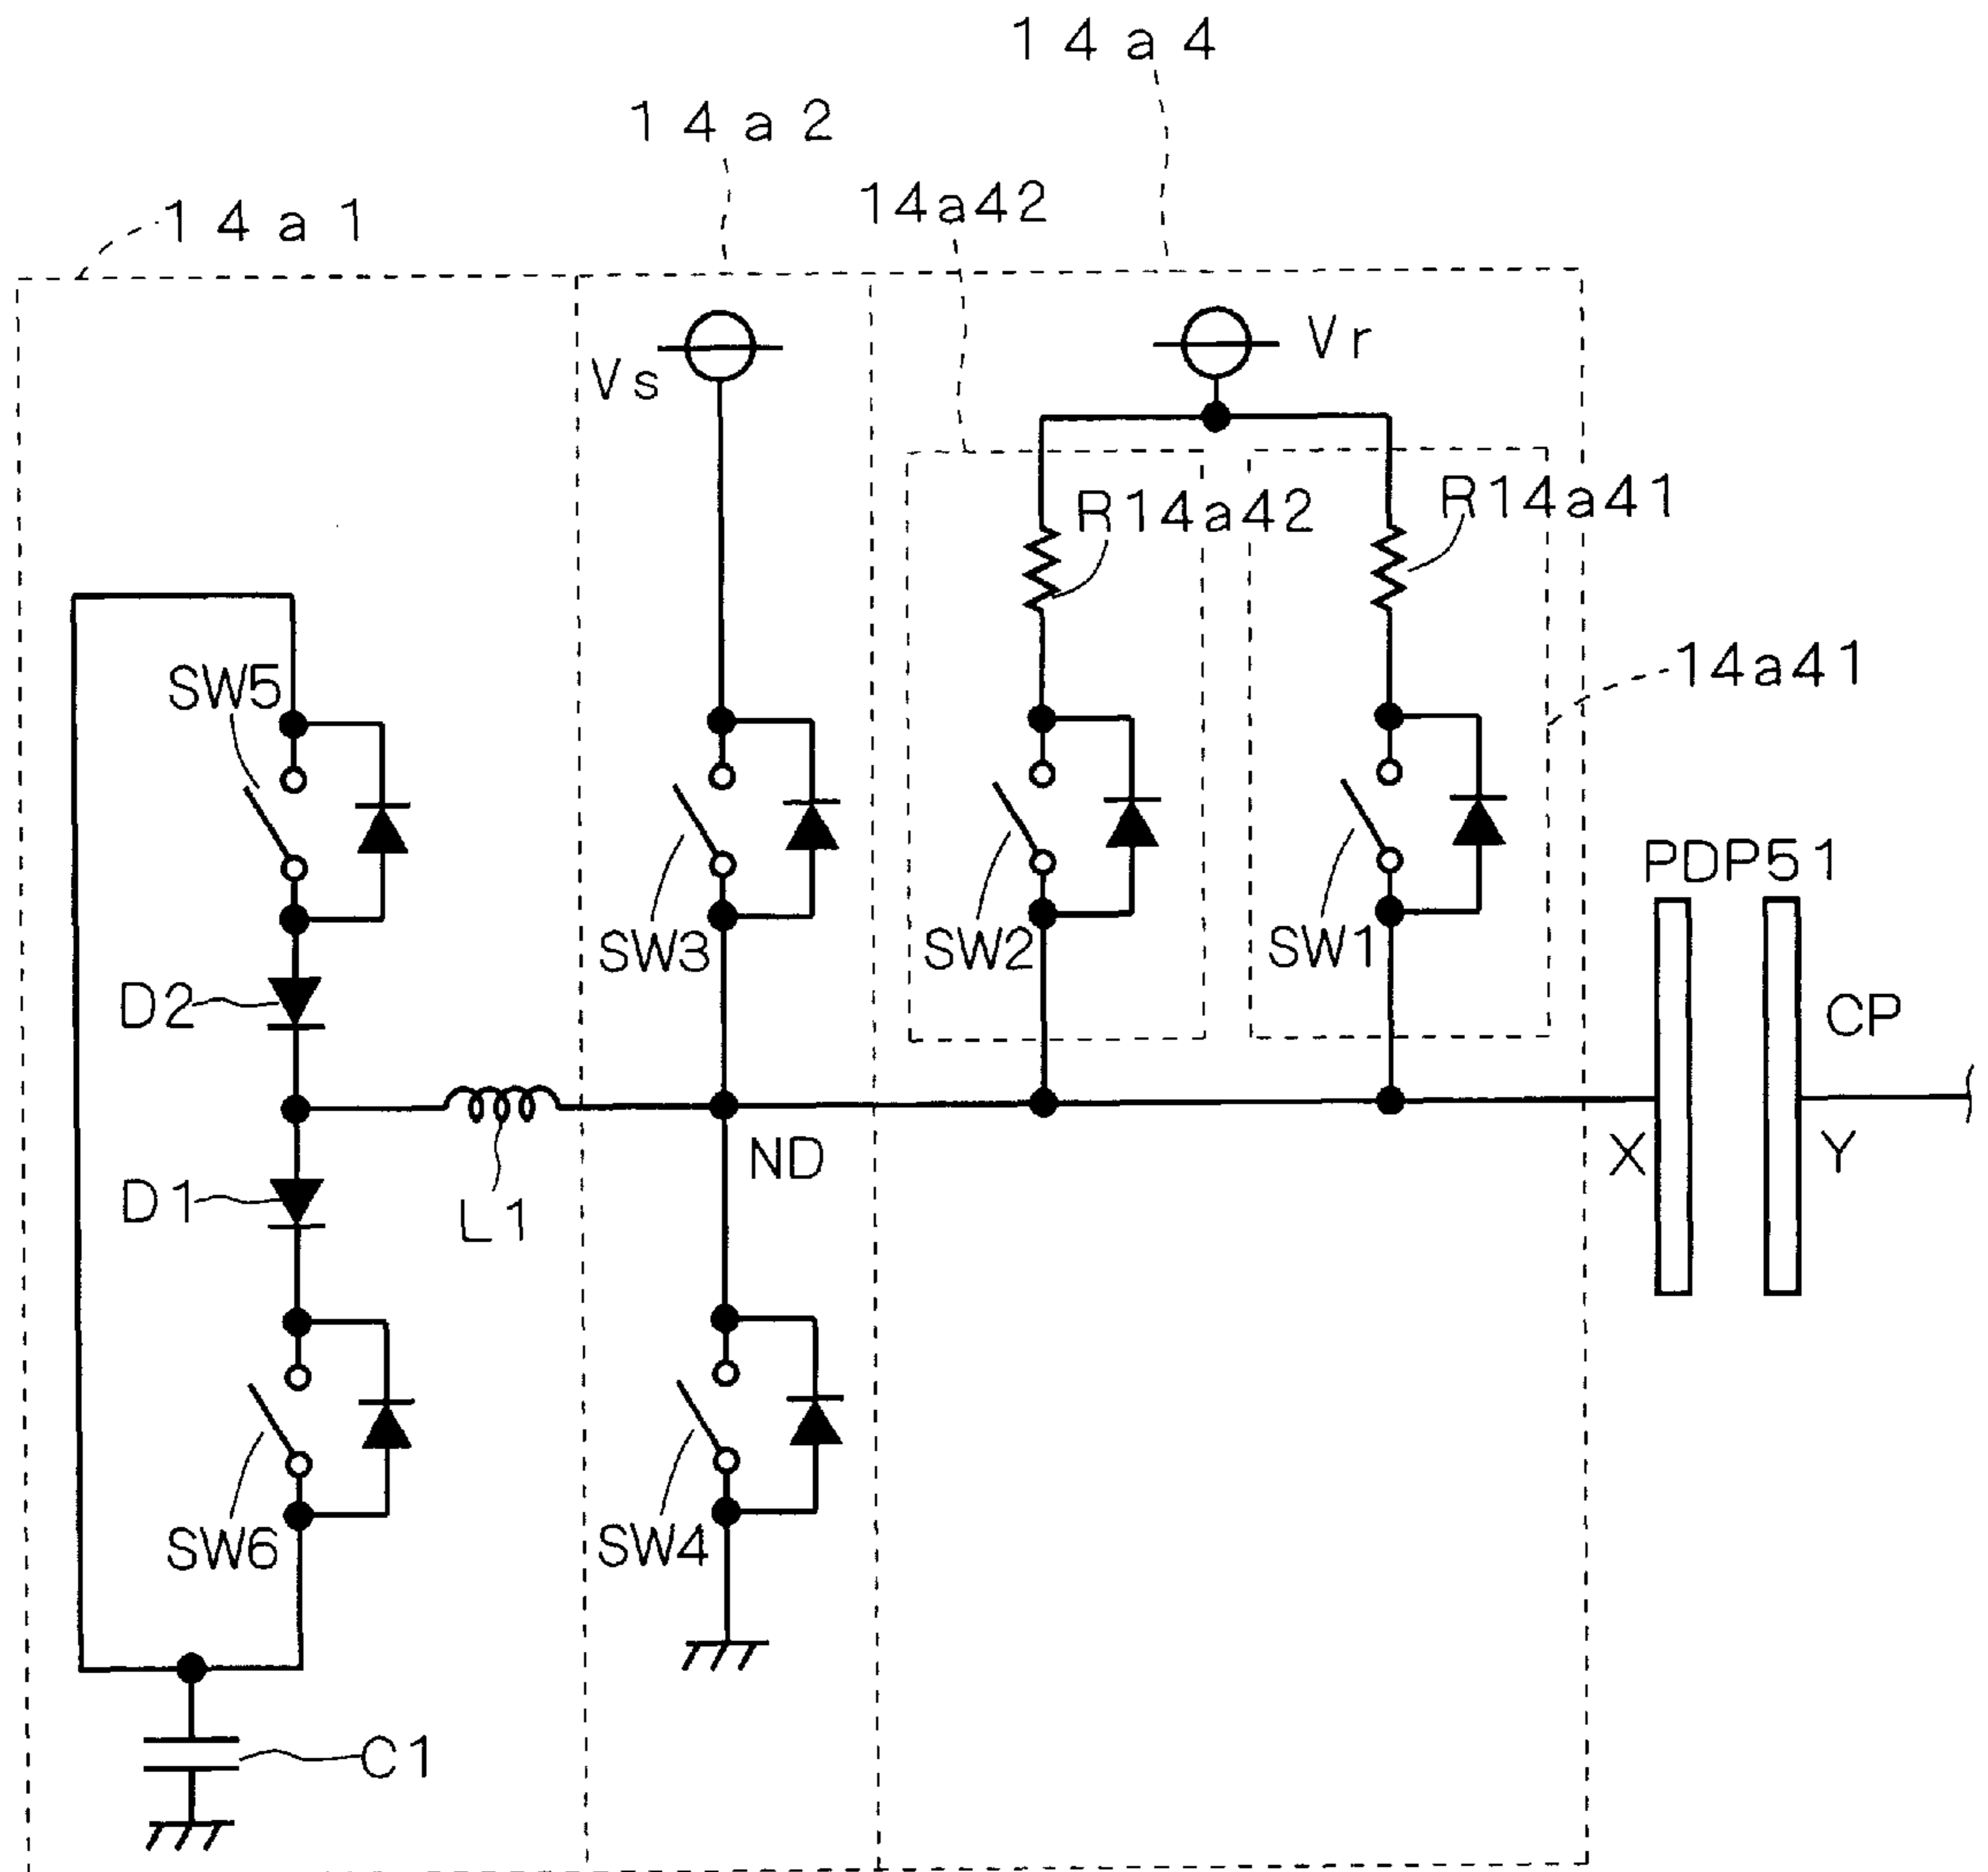 14a4
14a2
14a42
14a1
Vs
Vr
R14a42
R14a41
SW5
14a41
PDP51
SW3
SW2
SW1
D2
CP
ND
X
Y
D1
L1
SW6
SW4
C1